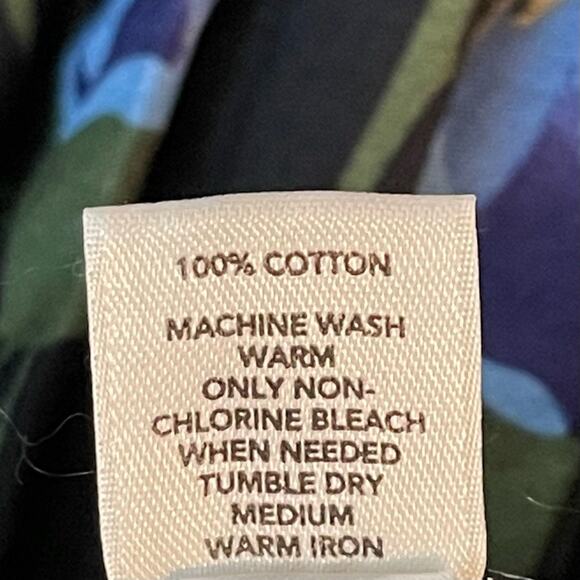 100% COTTON
MACHINE WASH
WARM
ONLY NON-
CHLORINE BLEACH
WHEN NEEDED
TUMBLE DRY
MEDIUM
WARM IRON